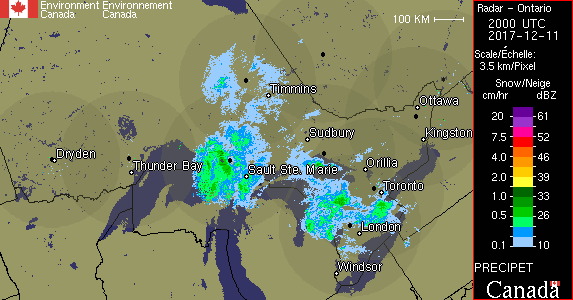 Environment Environnement
Canada Canada
100 KM
Timmins
Ottawa
Sudbury
Kingston
Dryden
Thunder Bay
Sault Ste. Marie
Orillia
Toronto
London
Windsor
Radar - Ontario
2000 UTC
2017-12-11
Scale/Échelle:
3.5 km/Pixel
Snow/Neige
cm/hr dBZ
20 61
7.5 52
4.0 46
2.0 39
1.0 33
0.5 26
0.1 10
PRECIPET
Canada